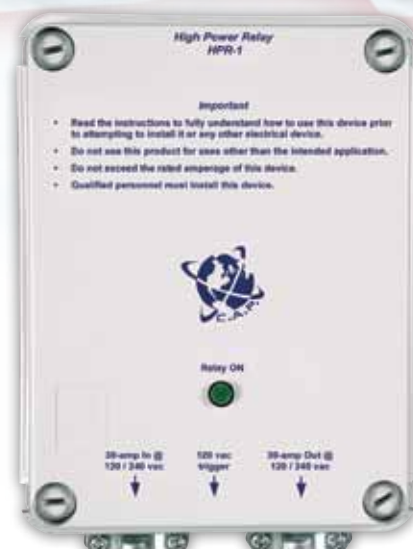 High Power Relay
HPR-1
Important
• Read the instructions to fully understand how to use this device prior
to attempting to install it or any other electrical device.
• Do not use this product for uses other than the intended application.
• Do not exceed the rated amperage of this device.
• Qualified personnel must install this device.
C.A.P.
Relay ON
30-amp In @
120 / 240 vac
120 vac
trigger
30-amp Out @
120 / 240 vac